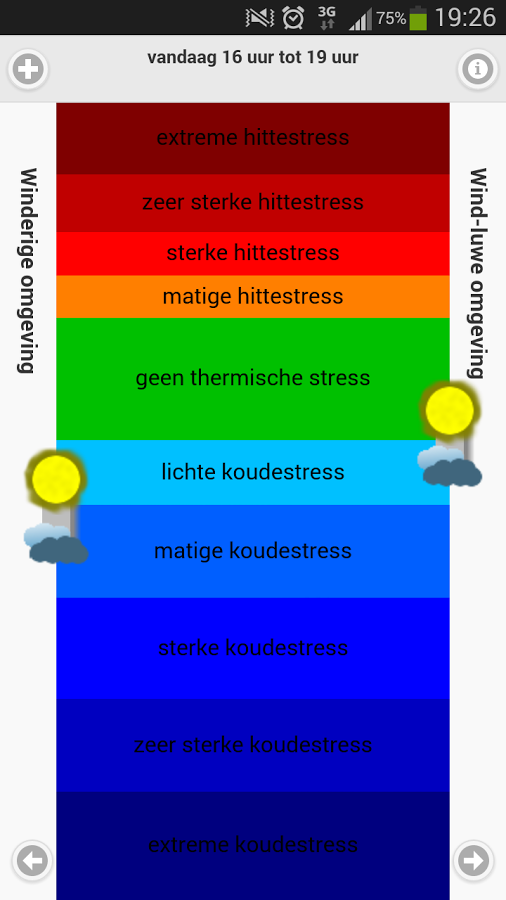 3G
75%
19:26
vandaag 16 uur tot 19 uur
Winderige omgeving
Wind-luwe omgeving
extreme hittestress
zeer sterke hittestress
sterke hittestress
matige hittestress
geen thermische stress
lichte koudestress
matige koudestress
sterke koudestress
zeer sterke koudestress
extreme koudestress